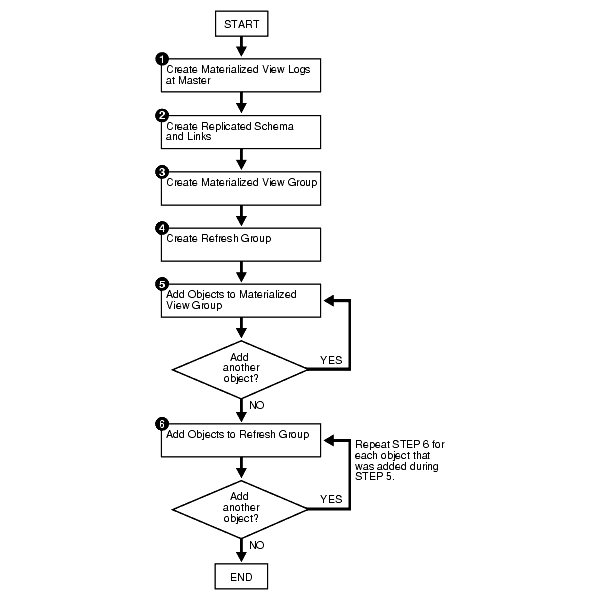 START
1
Create Materialized View Logs
at Master
2
Create Replicated Schema
and Links
3
Create Materialized View Group
4
Create Refresh Group
5
Add Objects to Materialized
View Group
Add
another
object?
YES
NO
6
Add Objects to Refresh Group
Repeat STEP 6 for
each object that
was added during
STEP 5.
Add
another
object?
YES
NO
END